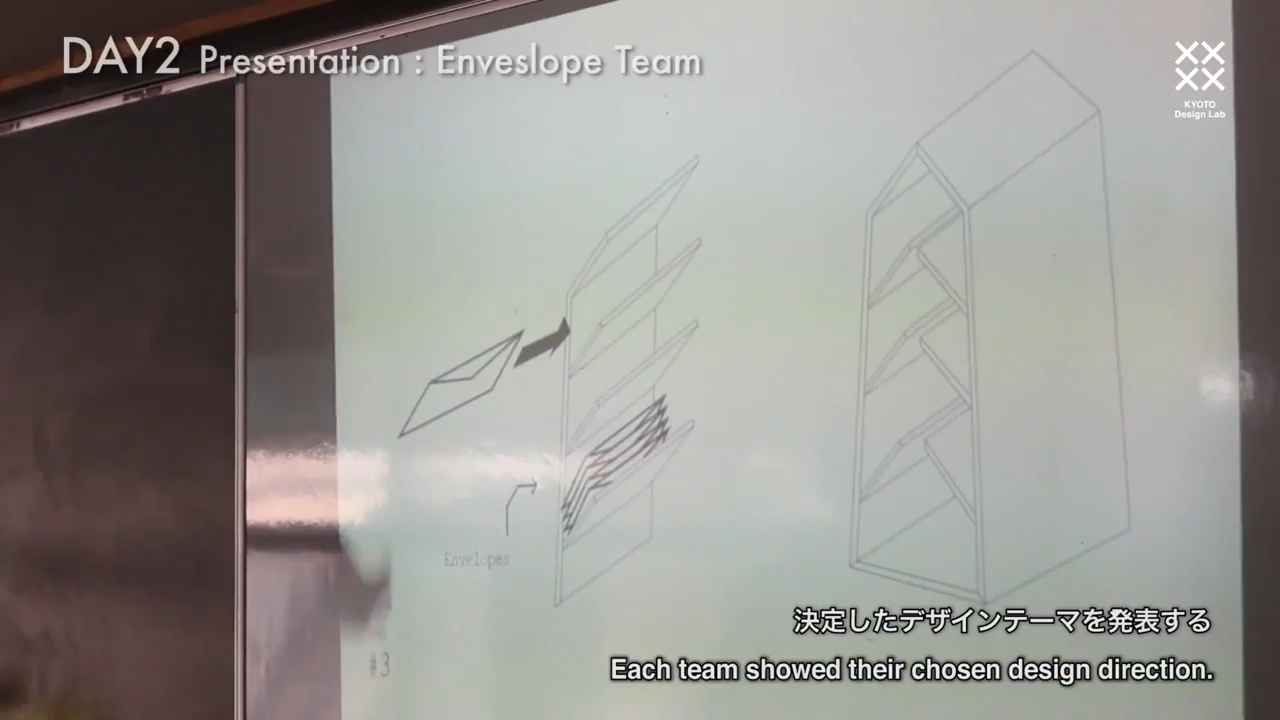 DAY2 Presentation : Enveslope Team
KYOTO
Design Lab
Envelopes
#3
決定したデザインテーマを発表する
Each team showed their chosen design direction.